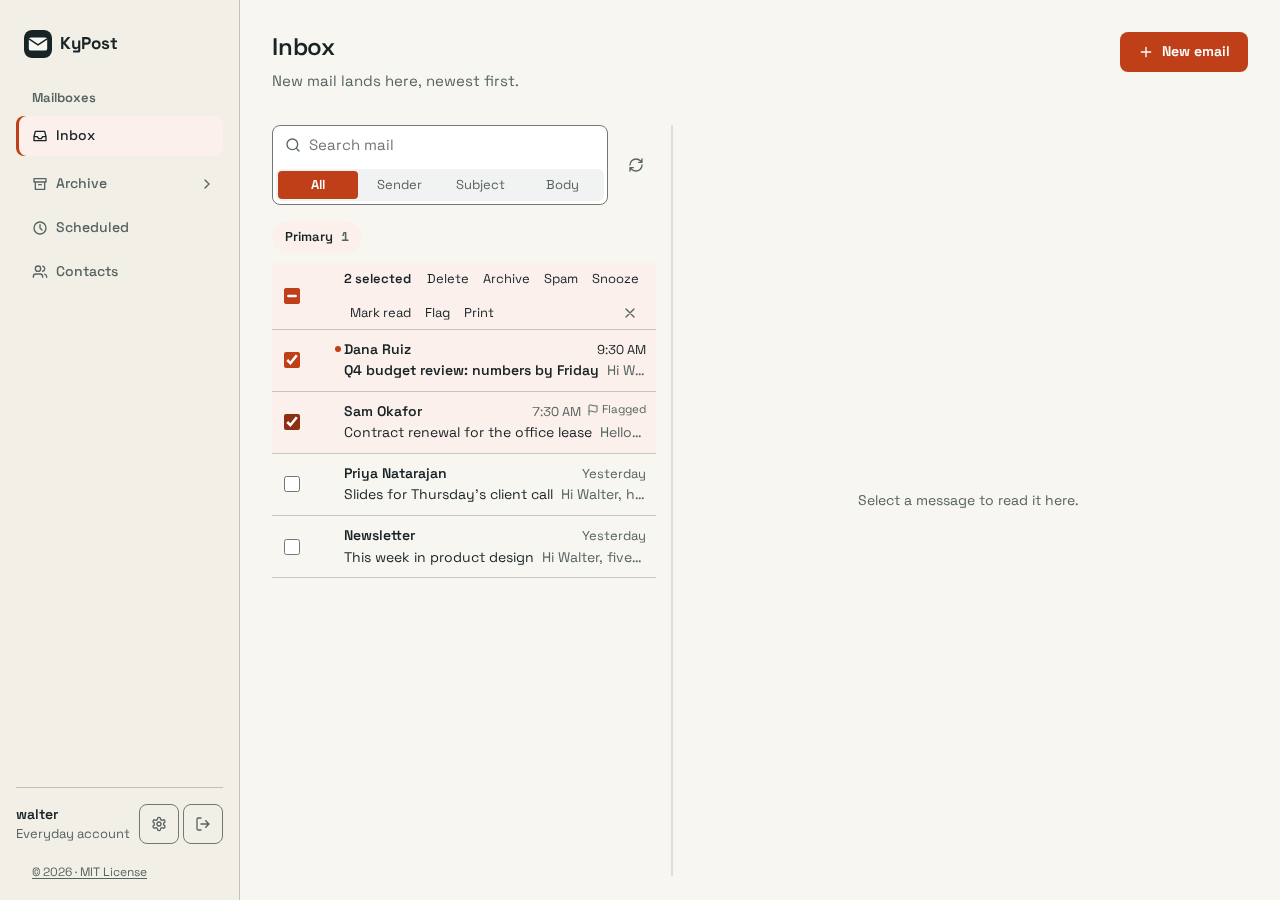 KyPost
Mailboxes
Inbox
Archive
Scheduled
Contacts
walter
Everyday account
© 2026 · MIT License
Inbox
New mail lands here, newest first.
New email
Search mail
All Sender Subject Body
Primary 1
2 selected Delete Archive Spam Snooze
Mark read Flag Print
Dana Ruiz 9:30 AM
Q4 budget review: numbers by Friday Hi W…
Sam Okafor 7:30 AM Flagged
Contract renewal for the office lease Hello…
Priya Natarajan Yesterday
Slides for Thursday's client call Hi Walter, h…
Newsletter Yesterday
This week in product design Hi Walter, five…
Select a message to read it here.